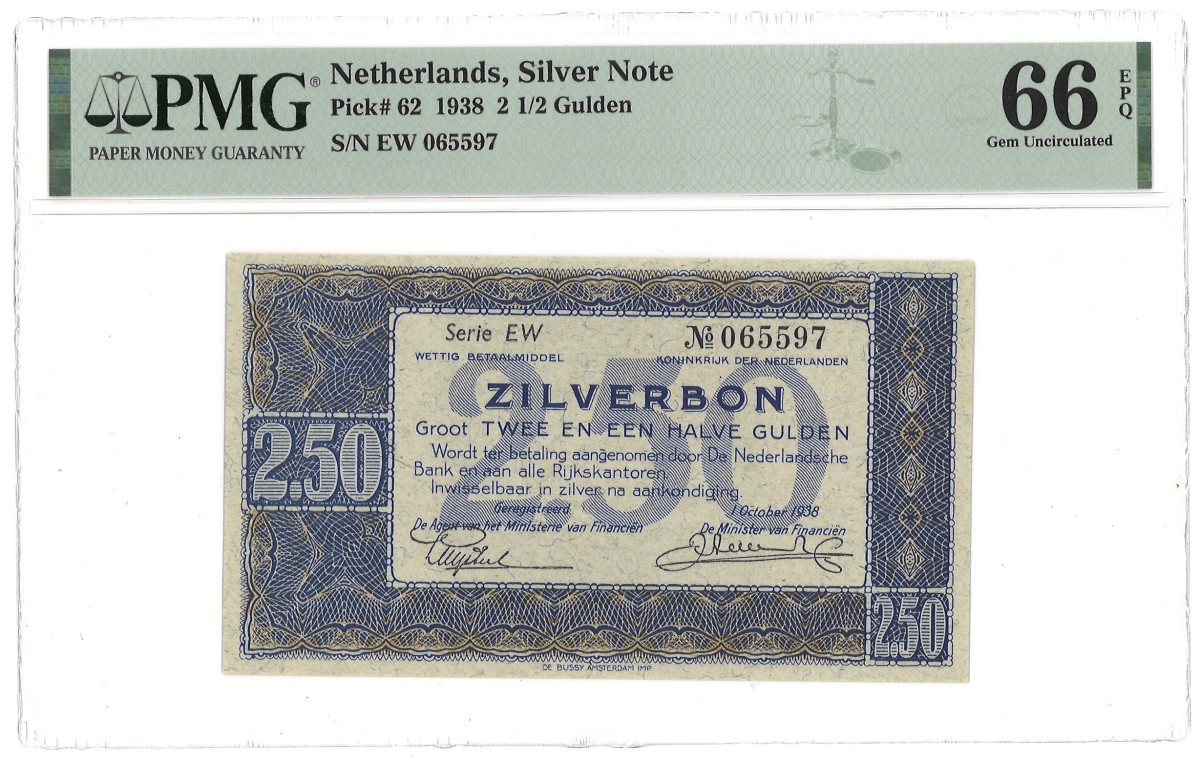 PMG®
PAPER MONEY GUARANTY
Netherlands, Silver Note
Pick# 62 1938 2 1/2 Gulden
S/N EW 065597
66 EPQ
Gem Uncirculated
Serie EW
№ 065597
WETTIG BETAALMIDDEL
KONINKRIJK DER NEDERLANDEN
ZILVERBON
Groot TWEE EN EEN HALVE GULDEN
Wordt ter betaling aangenomen door De Nederlandsche
Bank en aan alle Rijkskantoren.
Inwisselbaar in zilver na aankondiging.
Geregistreerd
1 October 1938
De Agent van het Ministerie van Financiën
De Minister van Financiën
2.50
250
2.50
DE BUSSY AMSTERDAM IMP